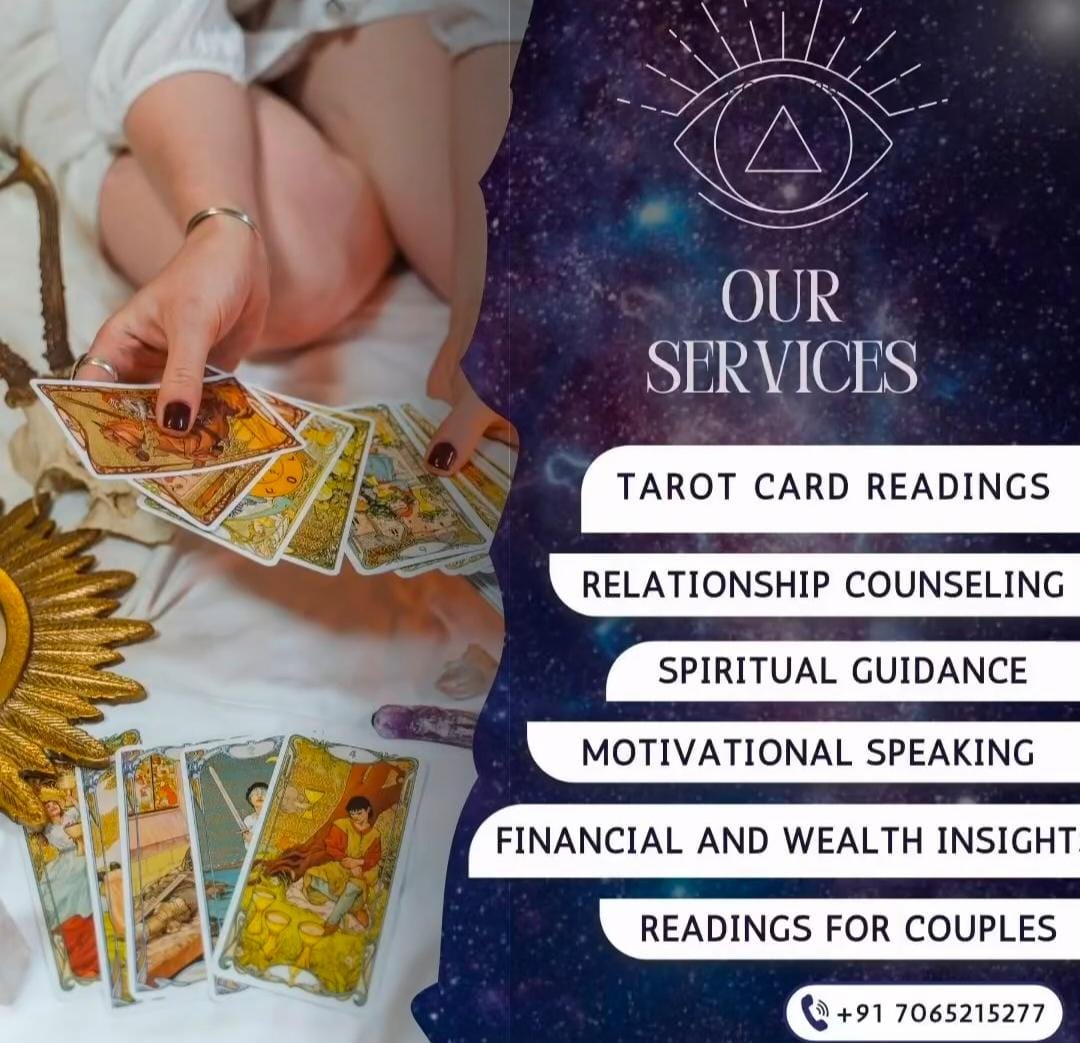 OUR
SERVICES
TAROT CARD READINGS
RELATIONSHIP COUNSELING
SPIRITUAL GUIDANCE
MOTIVATIONAL SPEAKING
FINANCIAL AND WEALTH INSIGHT
READINGS FOR COUPLES
+91 7065215277